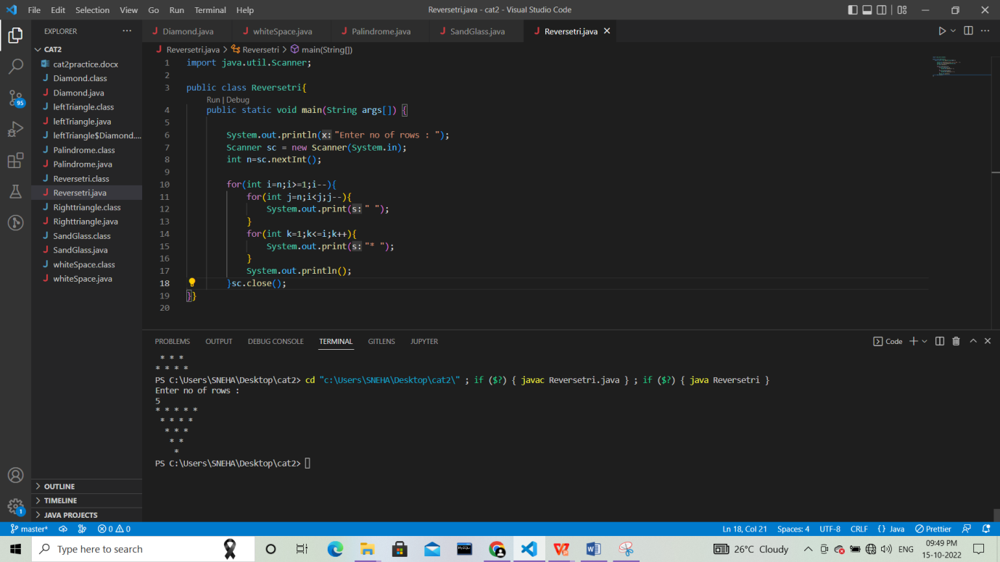 File Edit Selection View Go Run Terminal Help
Reversetri.java - cat2 - Visual Studio Code
EXPLORER
CAT2
cat2practice.docx
Diamond.class
Diamond.java
leftTriangle.class
leftTriangle.java
leftTriangle$Diamond....
Palindrome.class
Palindrome.java
Reversetri.class
Reversetri.java
Righttriangle.class
Righttriangle.java
SandGlass.class
SandGlass.java
whiteSpace.class
whiteSpace.java
OUTLINE
TIMELINE
JAVA PROJECTS
95
1
Diamond.java whiteSpace.java Palindrome.java SandGlass.java Reversetri.java
Reversetri.java > Reversetri > main(String[])
1 import java.util.Scanner;
2
3 public class Reversetri{
Run | Debug
4 public static void main(String args[]) {
5
6 System.out.println(x: "Enter no of rows : ");
7 Scanner sc = new Scanner(System.in);
8 int n=sc.nextInt();
9
10 for(int i=n;i>=1;i--){
11 for(int j=n;i<j;j--){
12 System.out.print(s: " ");
13 }
14 for(int k=1;k<=i;k++){
15 System.out.print(s: "* ");
16 }
17 System.out.println();
18 }sc.close();
19 }}
20
PROBLEMS OUTPUT DEBUG CONSOLE TERMINAL GITLENS JUPYTER
Code
* * *
* * * *
PS C:\Users\SNEHA\Desktop\cat2> cd "c:\Users\SNEHA\Desktop\cat2\" ; if ($?) { javac Reversetri.java } ; if ($?) { java Reversetri }
Enter no of rows :
5
* * * * *
* * * *
* * *
* *
*
PS C:\Users\SNEHA\Desktop\cat2>
master* 0 0
Ln 18, Col 21 Spaces: 4 UTF-8 CRLF {} Java Prettier
Type here to search
MySQL
W
26°C Cloudy
ENG
09:49 PM
15-10-2022